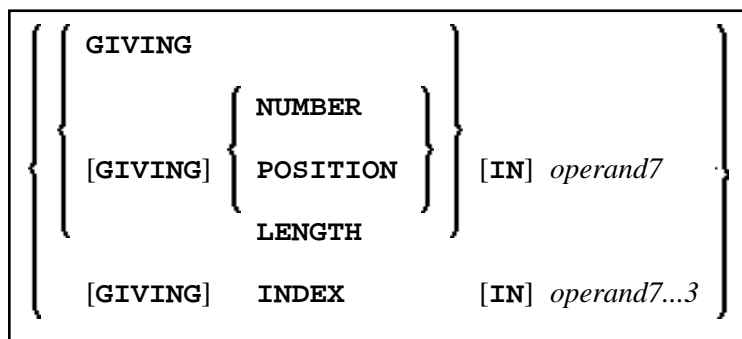 GIVING
NUMBER
[GIVING] POSITION [IN] operand7
LENGTH
[GIVING] INDEX [IN] operand7...3